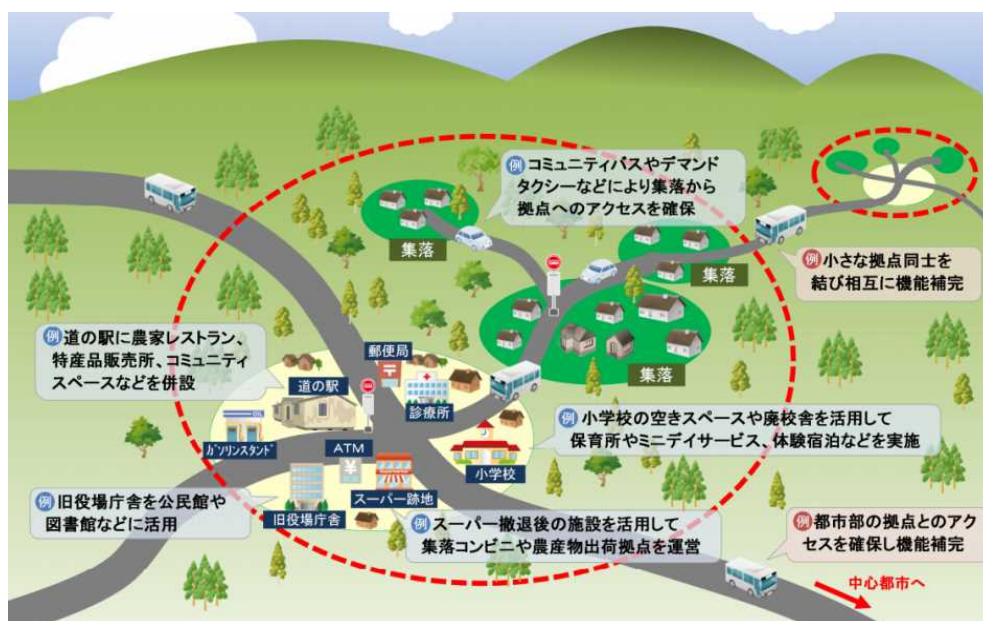 例 コミュニティバスやデマンド
タクシーなどにより集落から
拠点へのアクセスを確保
集落
集落
例 小さな拠点同士を
結び相互に機能補完
集落
例 道の駅に農家レストラン、
特産品販売所、コミュニティ
スペースなどを併設
郵便局
〒
道の駅
診療所
OIL
ガソリンスタンド
ATM
¥
小学校
例 小学校の空きスペースや廃校舎を活用して
保育所やミニデイサービス、体験宿泊などを実施
スーパー跡地
旧役場庁舎
例 旧役場庁舎を公民館や
図書館などに活用
例 スーパー撤退後の施設を活用して
集落コンビニや農産物出荷拠点を運営
例 都市部の拠点とのアク
セスを確保し機能補完
中心都市へ